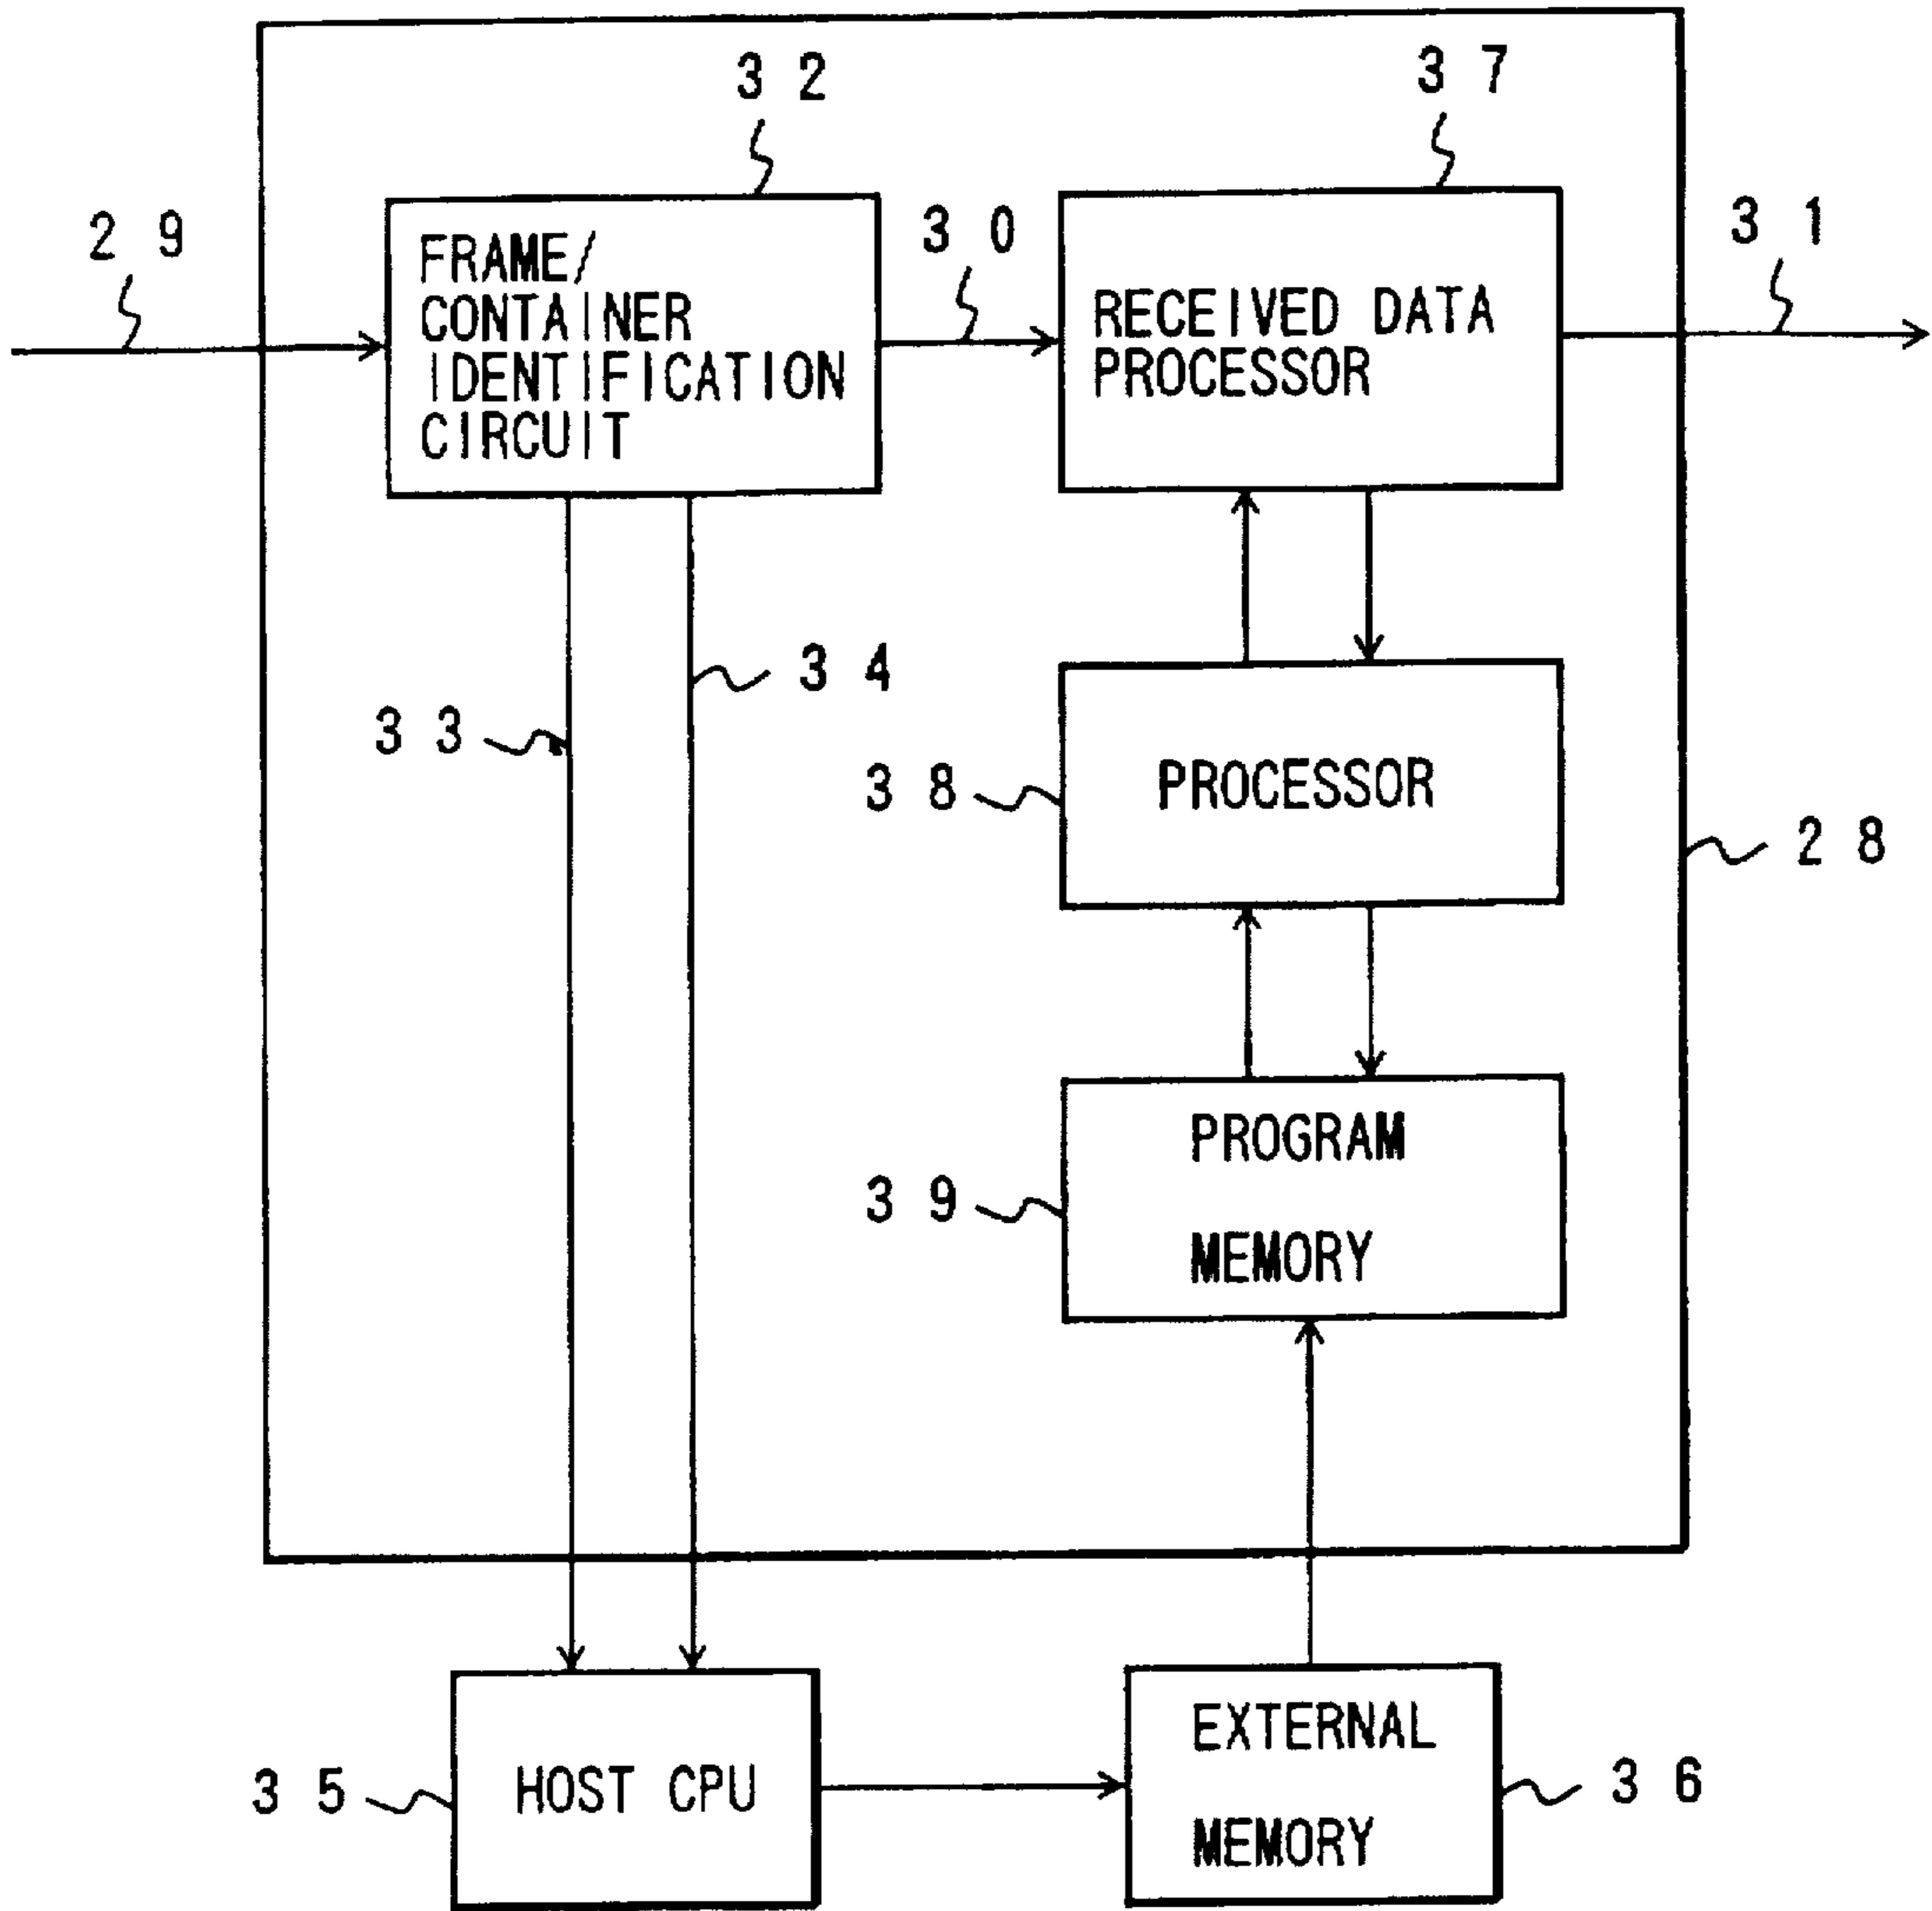 3 2
3 7
2 9
3 0
3 1
FRAME/
CONTAINER
IDENTIFICATION
CIRCUIT
RECEIVED DATA
PROCESSOR
3 4
3 3
3 8
PROCESSOR
2 8
PROGRAM
3 9
MEMORY
3 5
HOST CPU
EXTERNAL
MEMORY
3 6